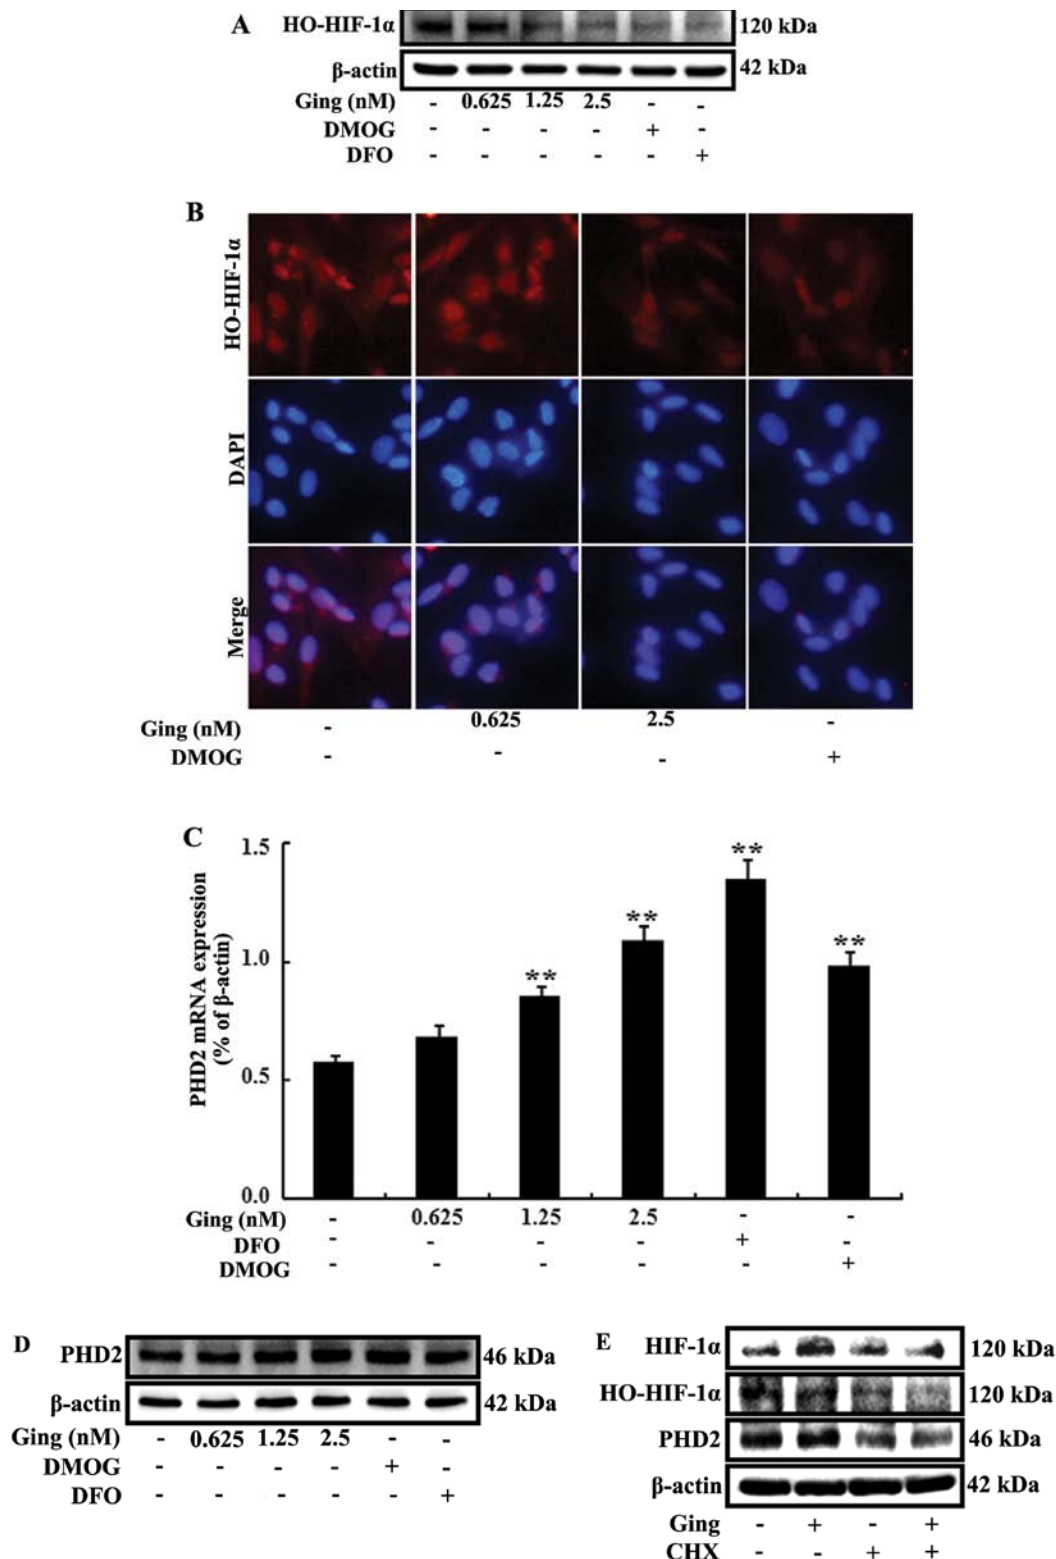 A
HO-HIF-1α 120 kDa
β-actin 42 kDa
Ging (nM) - 0.625 1.25 2.5 - -
DMOG - - - - + -
DFO - - - - - +
B
HO-HIF-1α
DAPI
Merge
Ging (nM) - 0.625 2.5 -
DMOG - - - +
C
PHD2 mRNA expression
(% of β-actin)
1.5
1.0
0.5
0.0
** ** ** **
Ging (nM) - 0.625 1.25 2.5 - -
DFO - - - - + -
DMOG - - - - - +
D
PHD2 46 kDa
β-actin 42 kDa
Ging (nM) - 0.625 1.25 2.5 - -
DMOG - - - - + -
DFO - - - - - +
E
HIF-1α 120 kDa
HO-HIF-1α 120 kDa
PHD2 46 kDa
β-actin 42 kDa
Ging - + - +
CHX - - + +